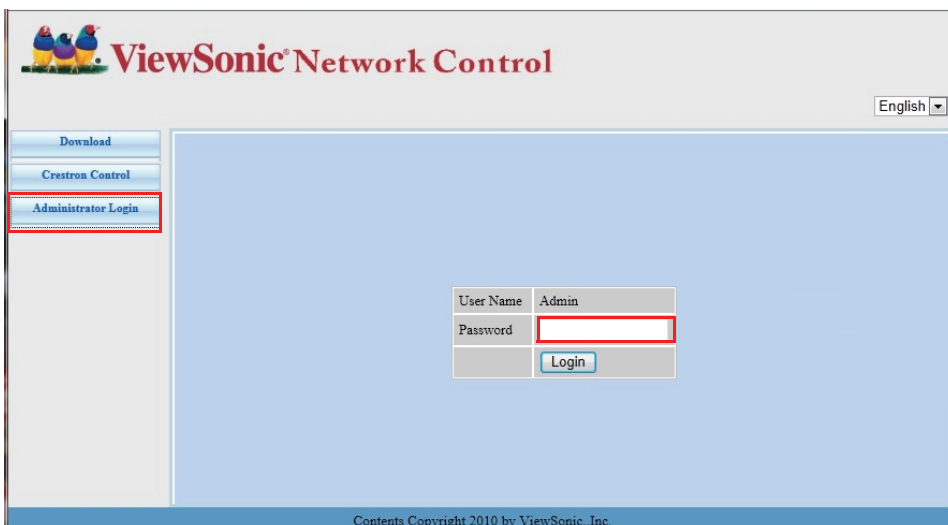 ViewSonic® Network Control
English
Download
Crestron Control
Administrator Login
User Name Admin
Password
Login
Contents Copyright 2010 by ViewSonic, Inc.